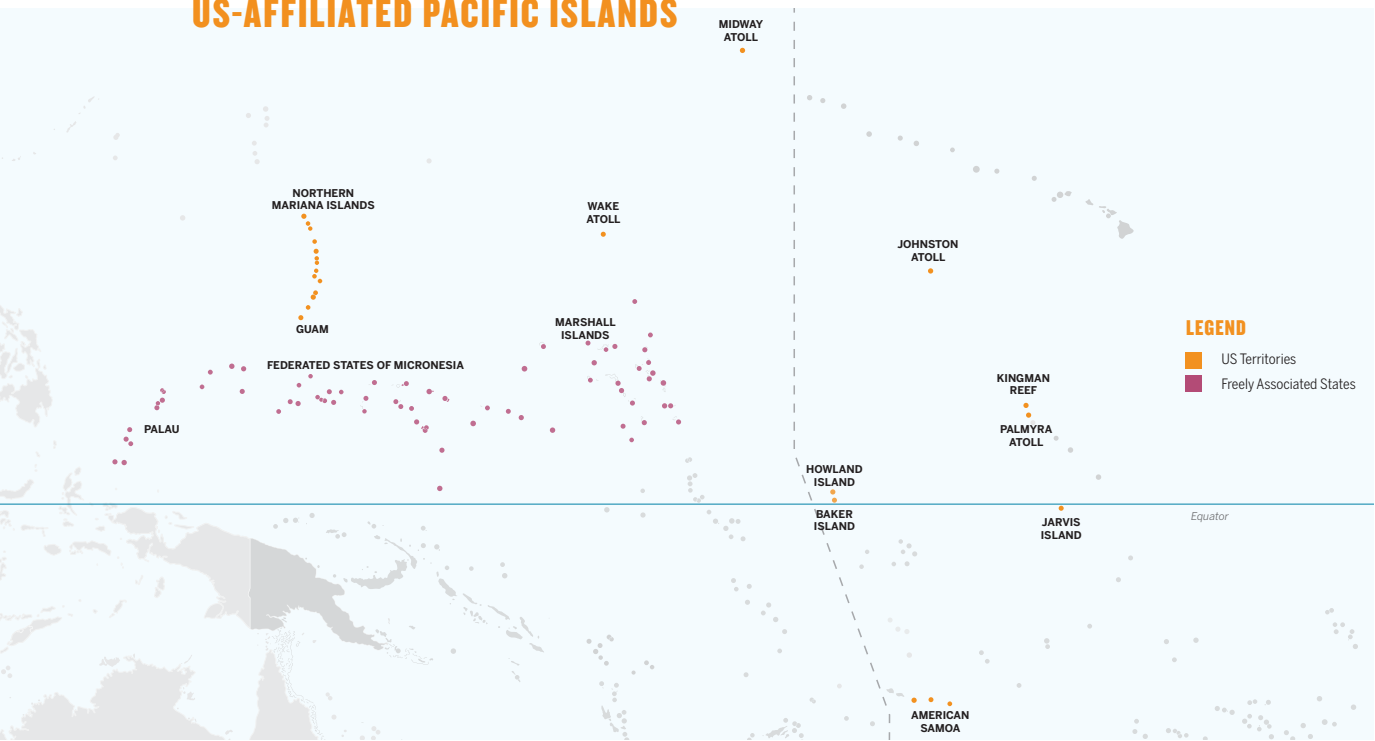 US-AFFILIATED PACIFIC ISLANDS
MIDWAY
ATOLL
NORTHERN
MARIANA ISLANDS
WAKE
ATOLL
JOHNSTON
ATOLL
GUAM
MARSHALL
ISLANDS
LEGEND
US Territories
Freely Associated States
FEDERATED STATES OF MICRONESIA
KINGMAN
REEF
PALAU
PALMYRA
ATOLL
HOWLAND
ISLAND
BAKER
ISLAND
JARVIS
ISLAND
Equator
AMERICAN
SAMOA